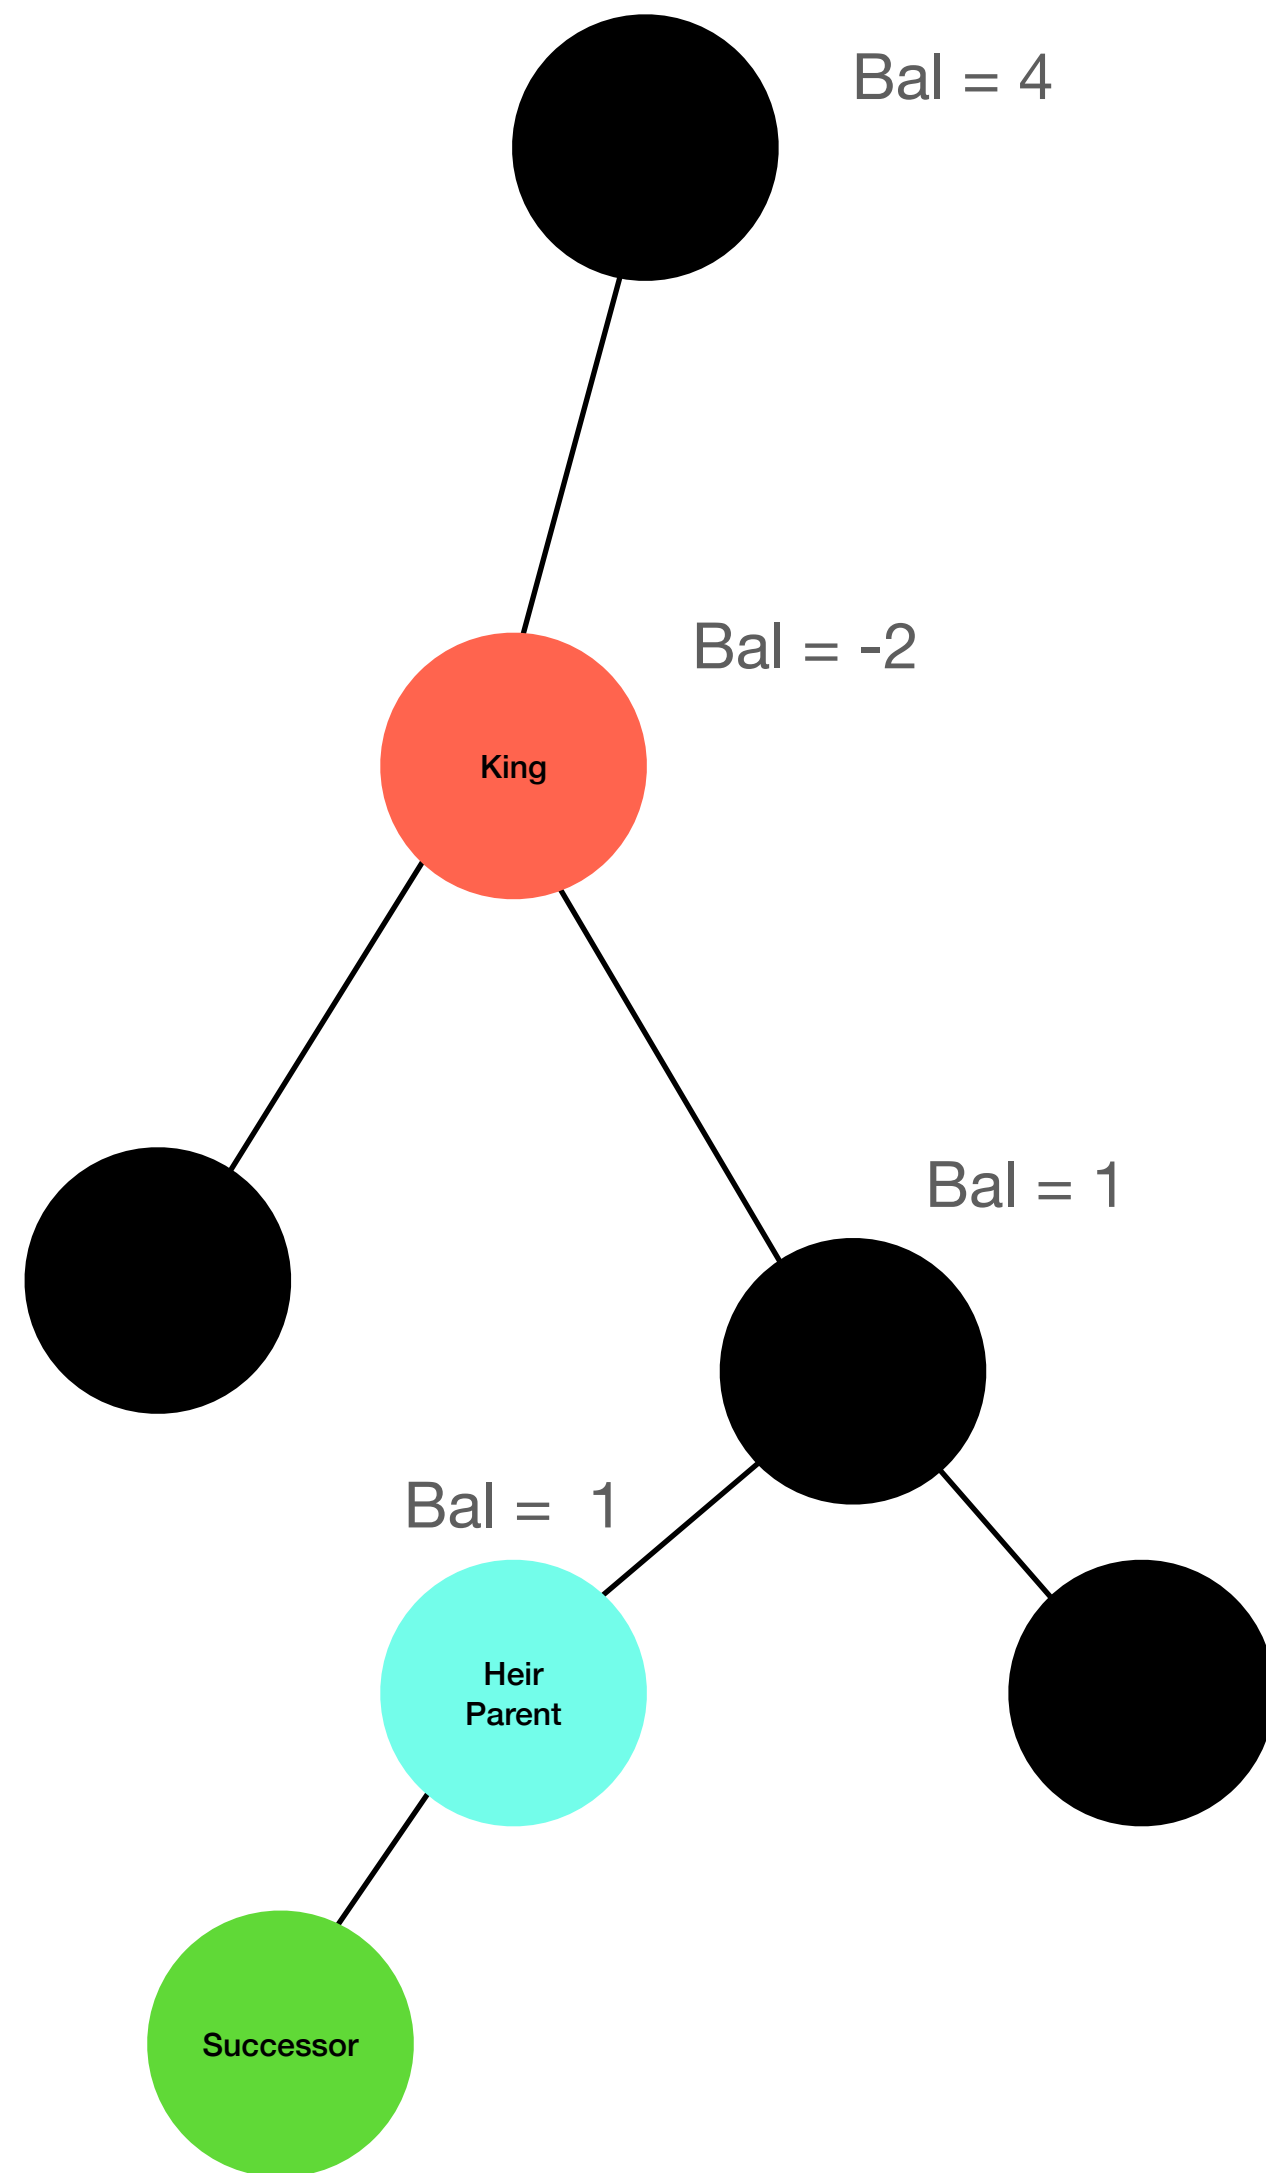 Bal = 4
Bal = -2
King
Bal = 1
Bal =  1
Heir
Parent
Successor